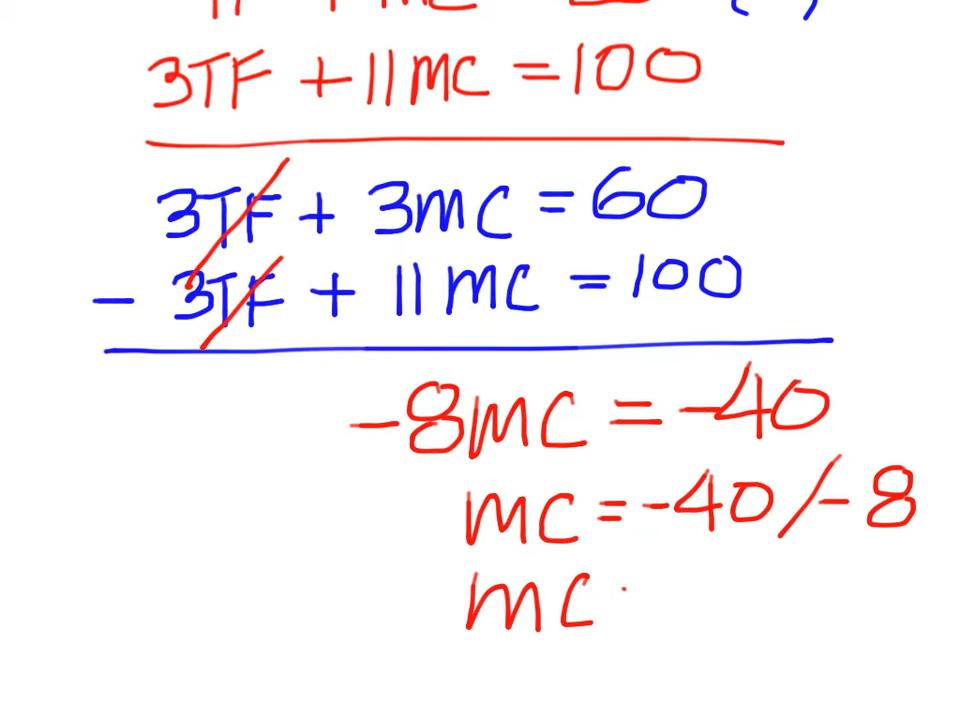 3TF + 11MC = 100
3TF + 3MC = 60
- 3TF + 11MC = 100
-8MC = -40
MC = -40/-8
MC